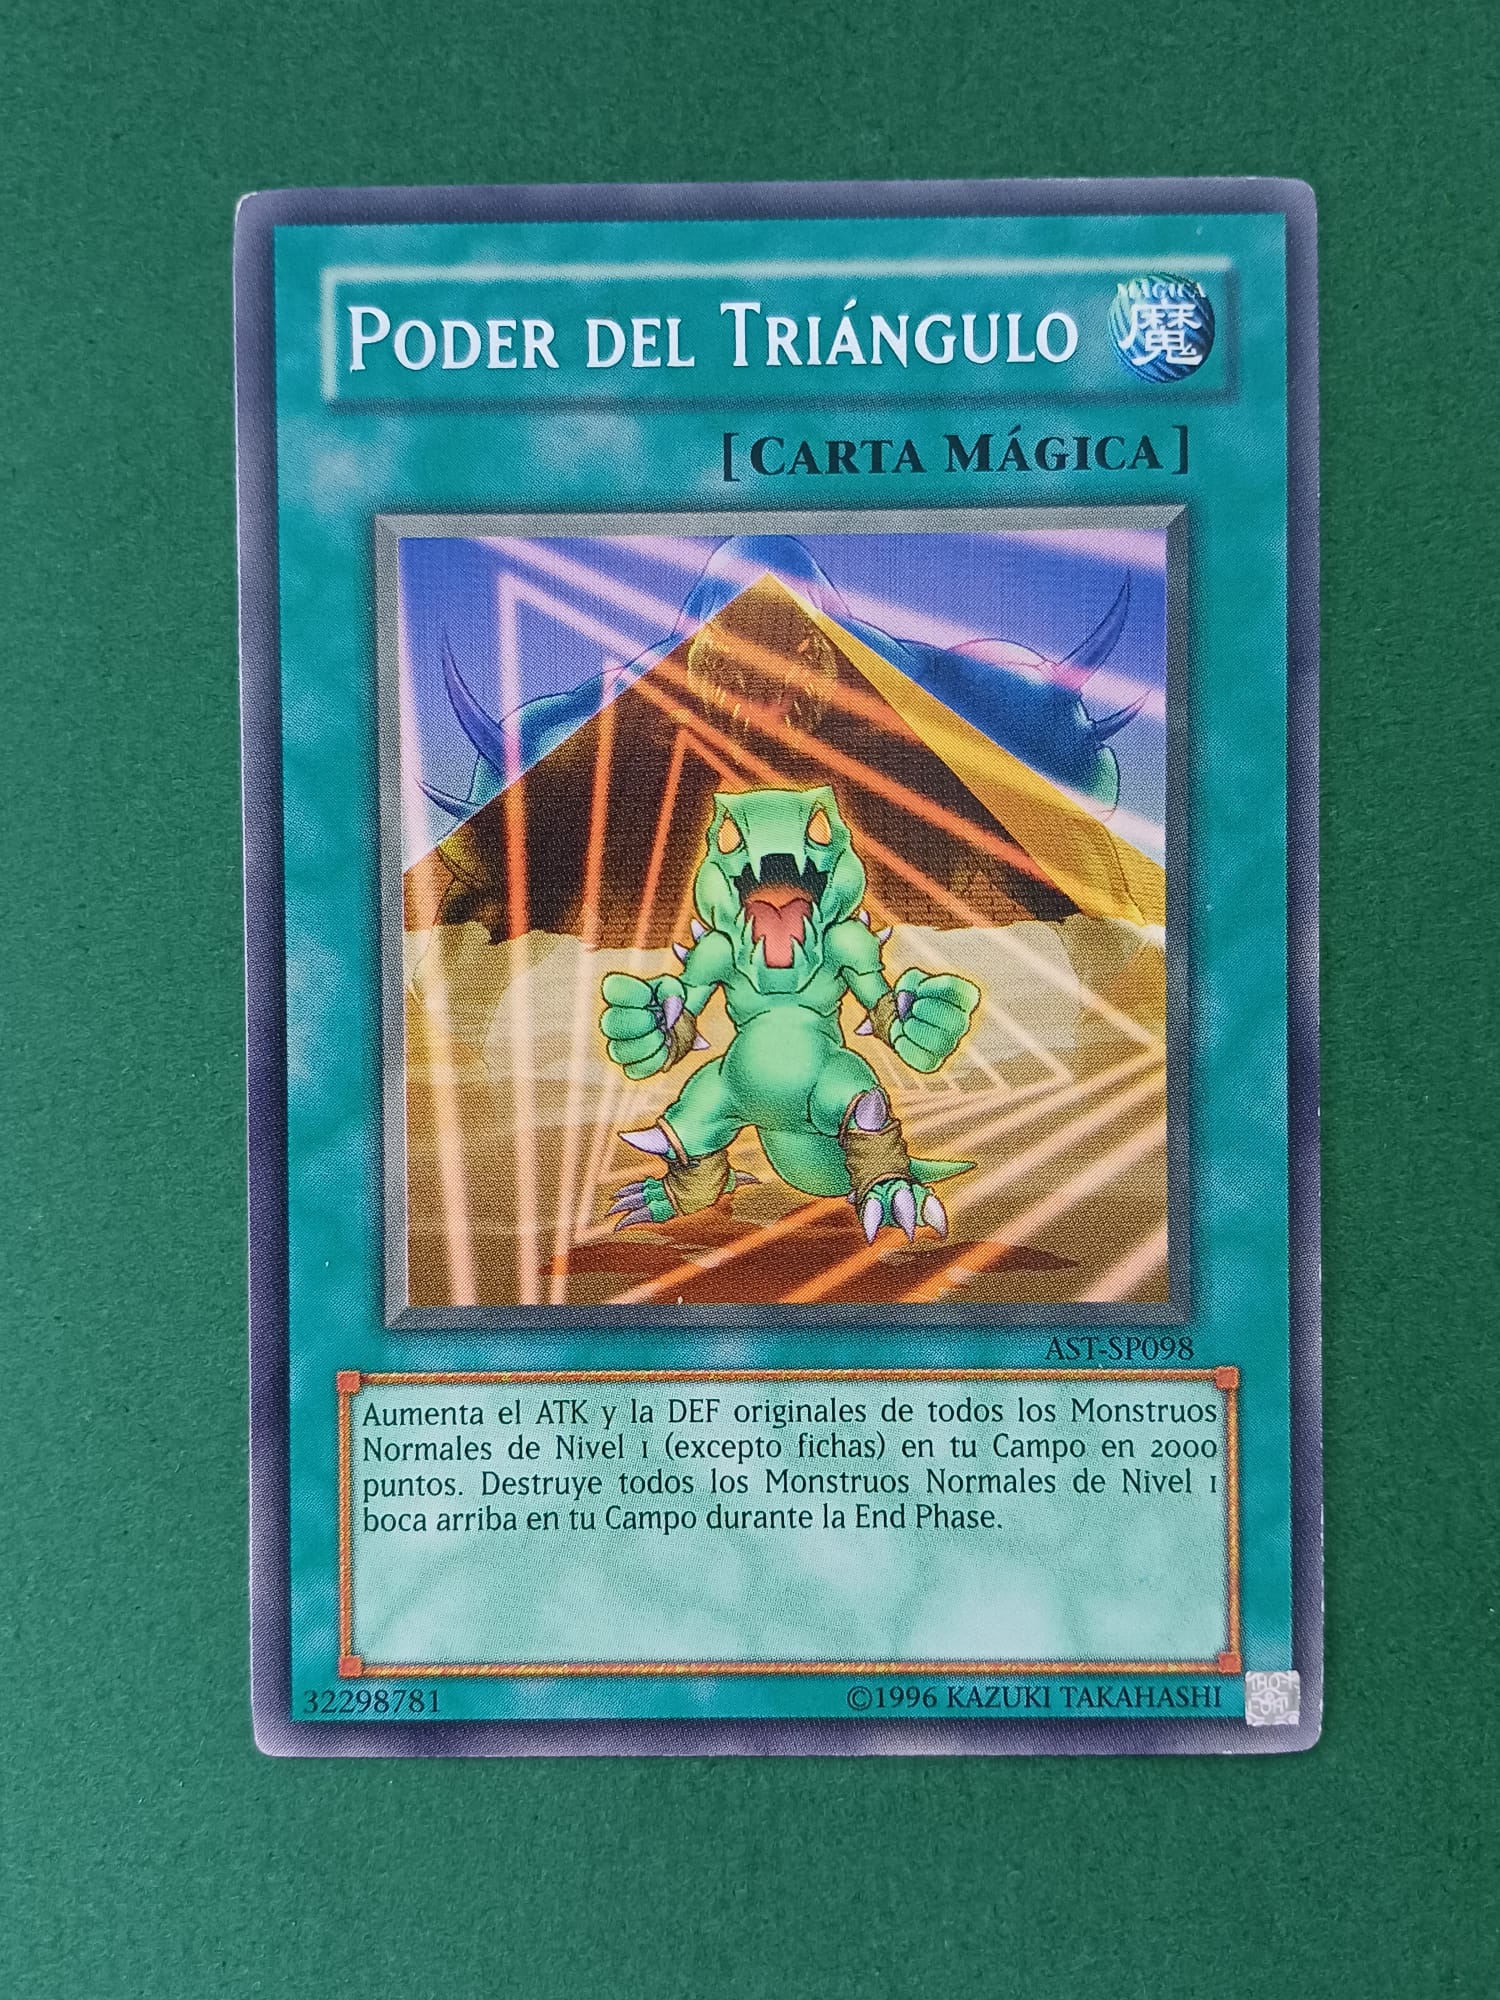 PODER DEL TRIÁNGULO
MÁGICA
魔
[CARTA MÁGICA]
AST-SP098
Aumenta el ATK y la DEF originales de todos los Monstruos
Normales de Nivel 1 (excepto fichas) en tu Campo en 2000
puntos. Destruye todos los Monstruos Normales de Nivel 1
boca arriba en tu Campo durante la End Phase.
32298781
©1996 KAZUKI TAKAHASHI